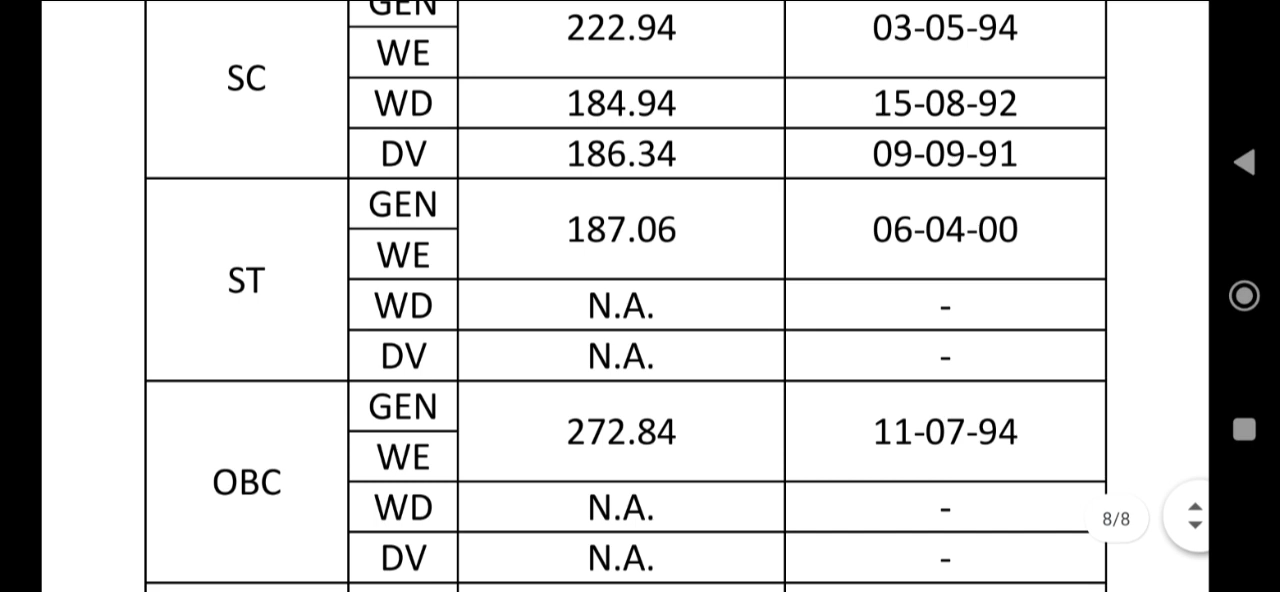 GEN 222.94 03-05-94
WE
SC
WD 184.94 15-08-92
DV 186.34 09-09-91
GEN 187.06 06-04-00
WE
ST
WD N.A. -
DV N.A. -
GEN 272.84 11-07-94
WE
OBC
WD N.A. -
DV N.A. -
8/8